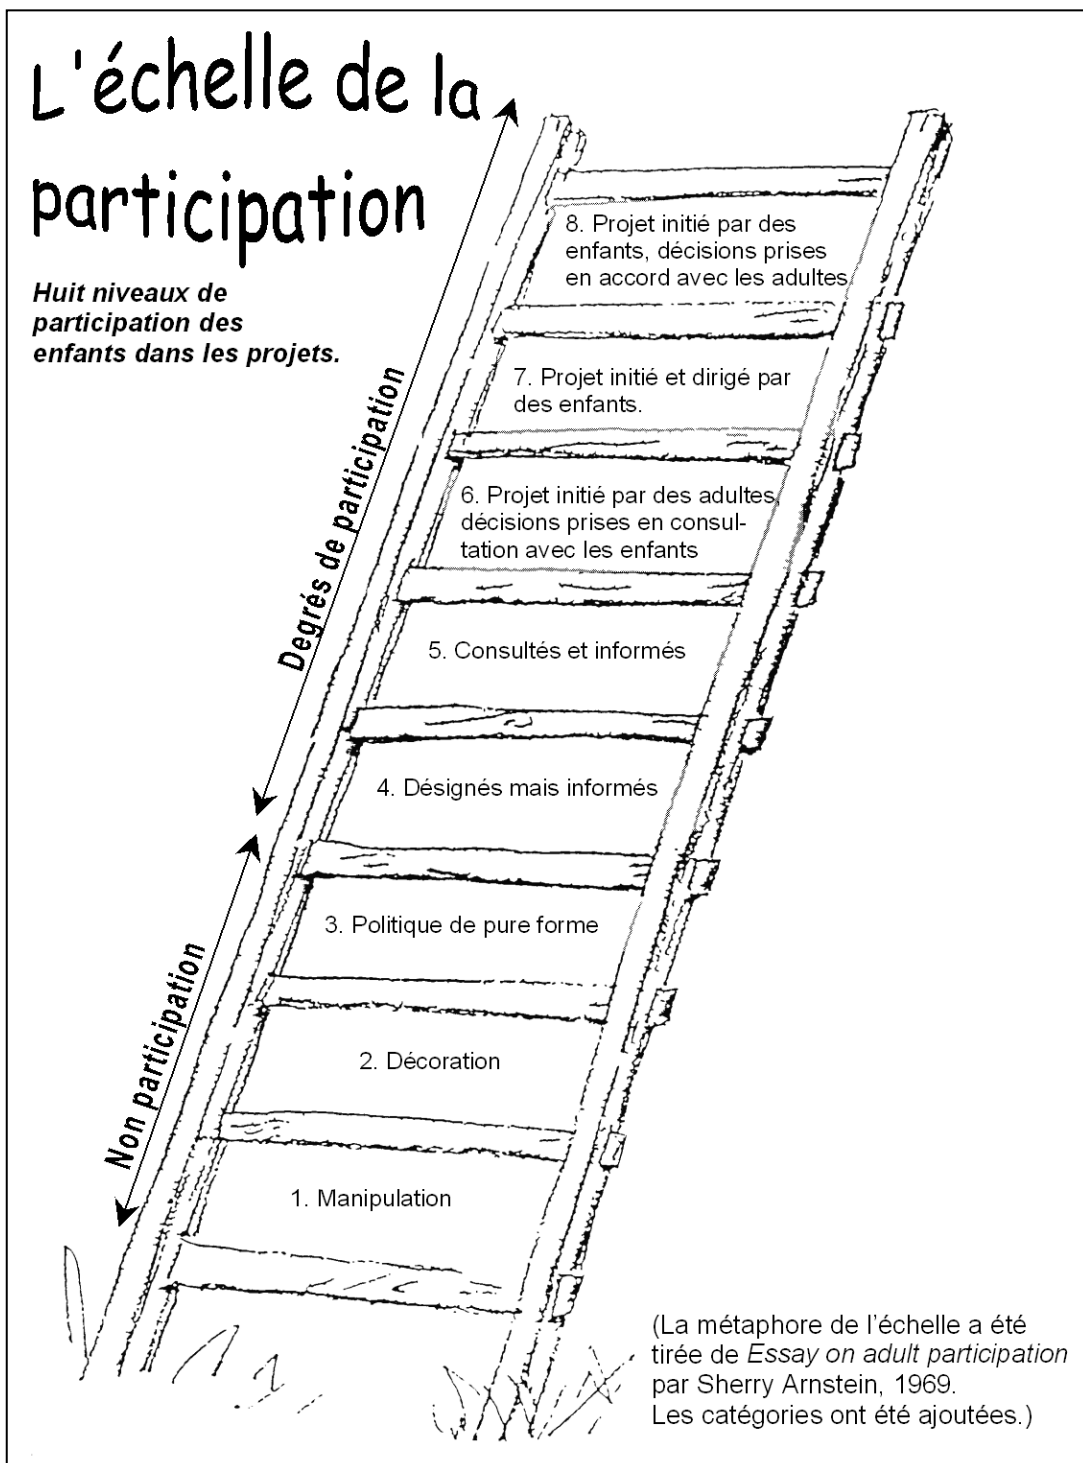 L'échelle de la
participation
Huit niveaux de
participation des
enfants dans les projets.
Degrés de participation
8. Projet initié par des
enfants, décisions prises
en accord avec les adultes
7. Projet initié et dirigé par
des enfants.
6. Projet initié par des adultes,
décisions prises en consul-
tation avec les enfants
5. Consultés et informés
4. Désignés mais informés
Non participation
3. Politique de pure forme
2. Décoration
1. Manipulation
(La métaphore de l'échelle a été
tirée de Essay on adult participation
par Sherry Arnstein, 1969.
Les catégories ont été ajoutées.)